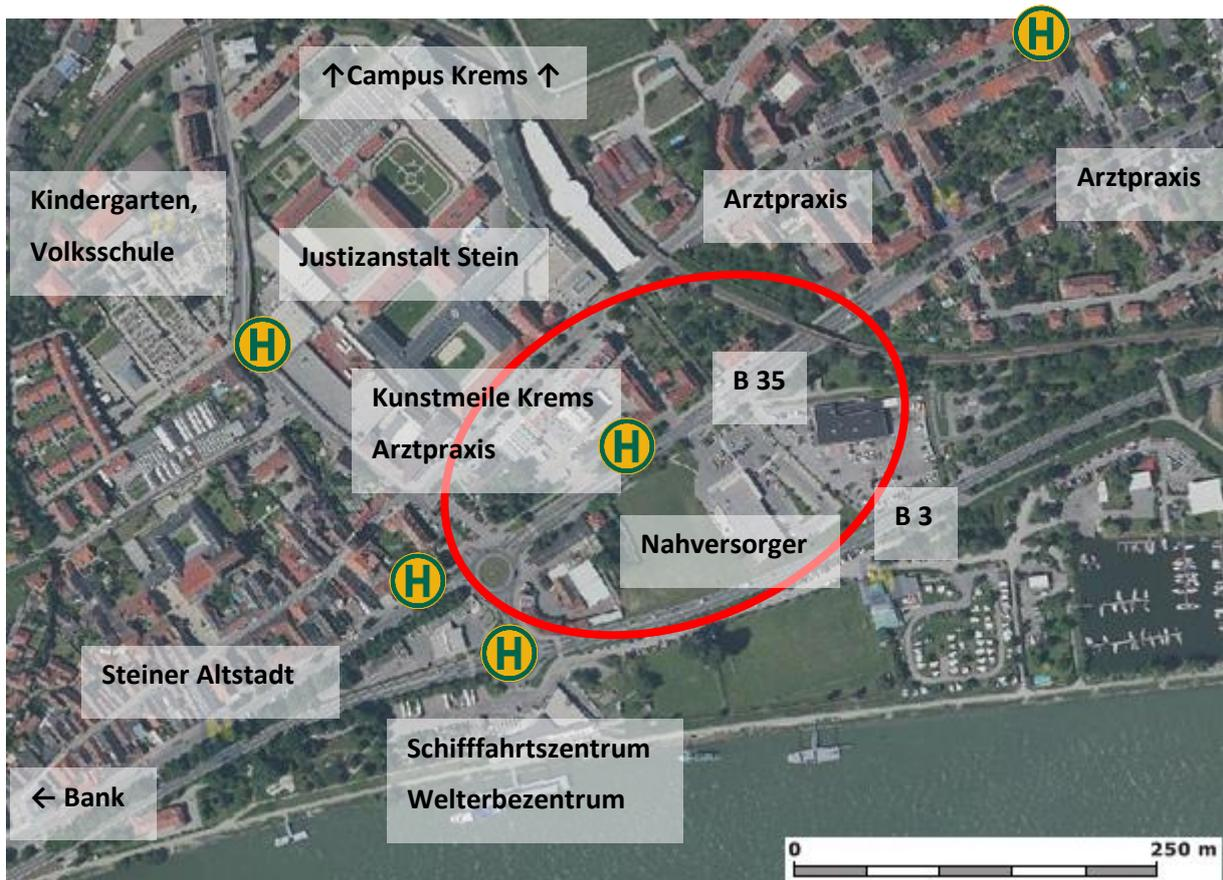 H
↑Campus Krems ↑
Arztpraxis
Arztpraxis
Kindergarten,
Volksschule
Justizanstalt Stein
H
Kunstmeile Krems
Arztpraxis
B 35
H
B 3
Nahversorger
H
H
Steiner Altstadt
Schifffahrtszentrum
Welterbezentrum
← Bank
0 250 m